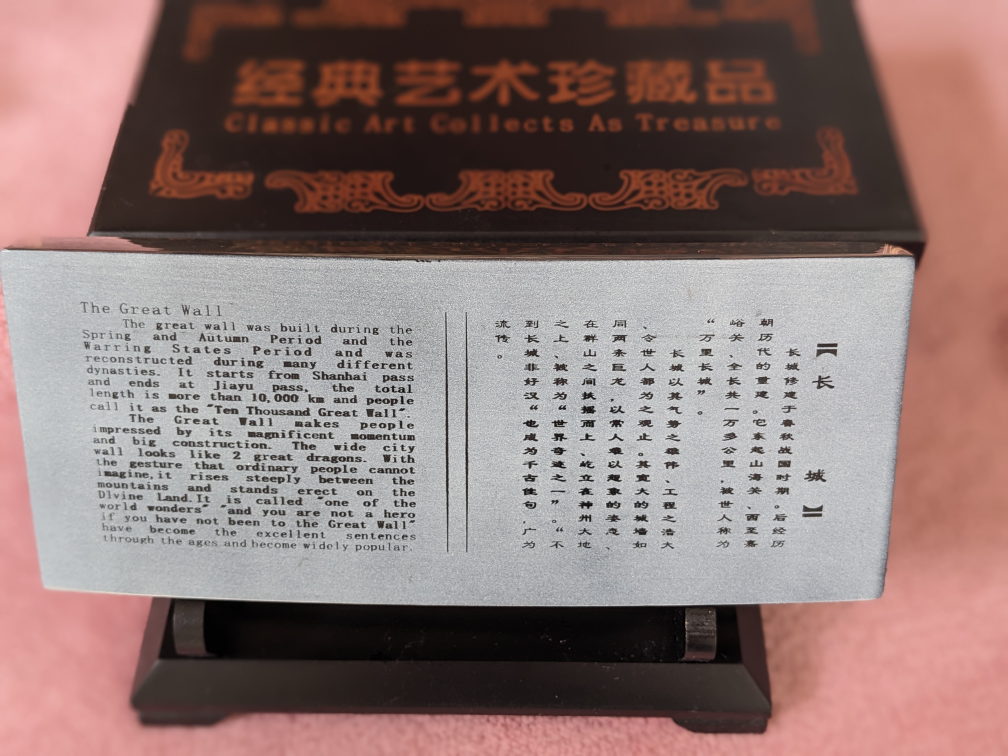 经典艺术珍藏品
Classic Art Collects As Treasure
The Great Wall
The great wall was built during the
Spring and Autumn Period and the
Warring States Period and was
reconstructed during many different
dynasties. It starts from Shanhai pass
and ends at Jiayu pass, the total
length is more than 10,000 km and people
call it as the "Ten Thousand Great Wall".
The Great Wall makes people
impressed by its magnificent momentum
and big construction. The wide city
wall looks like 2 great dragons. With
the gesture that ordinary people cannot
imagine,it rises steeply between the
mountains and stands erect on the
DIvine Land.It is called "one of the
world wonders" "and you are not a hero
if you have not been to the Great Wall"
have become the excellent sentences
through the ages and become widely popular.
【长城】
长城修建于春秋战国时期。后经历
朝历代的重建。它东起山海关、西至嘉
峪关、全长共一万多公里，被世人称为
“万里长城”。
长城以其气势之雄伟、工程之浩大
、令世人都为之观止。其宽大的城墙如
同两条巨龙，以常人难以想象的姿态、
在群山之间扶摇而上、屹立在神州大地
之上、被称为“世界奇迹之一”。“不
到长城非好汉“也成为千古佳句，广为
流传。